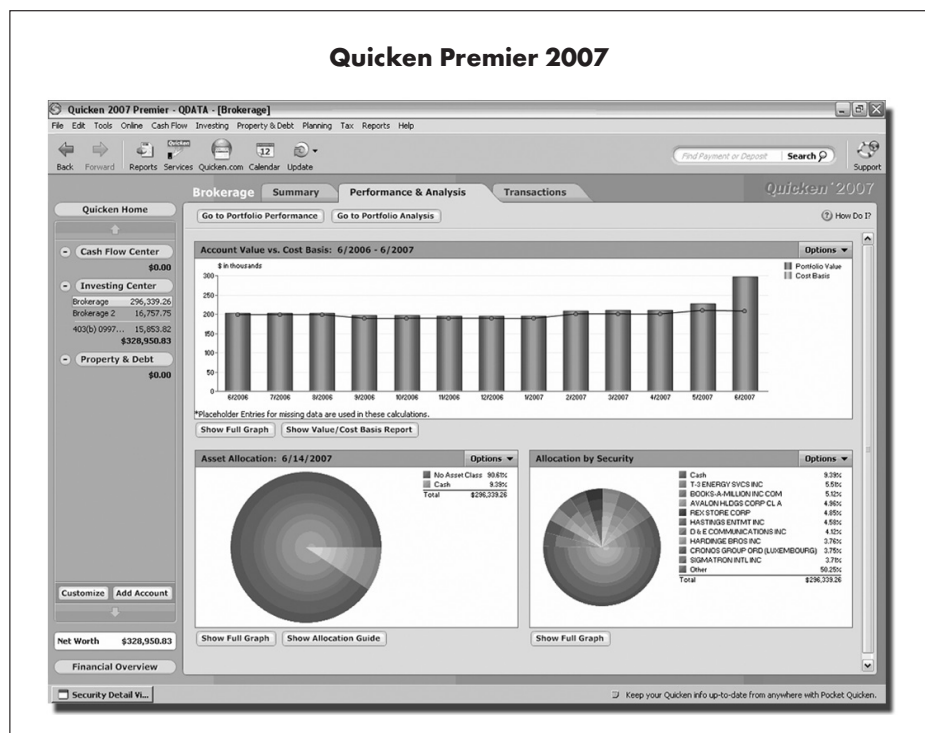 Quicken Premier 2007
Quicken 2007 Premier - QDATA - [Brokerage]
File Edit Tools Online Cash Flow Investing Property & Debt Planning Tax Reports Help
Back Forward Reports Services Quicken.com Calendar Update
Find Payment or Deposit Search Support
Brokerage Summary Performance & Analysis Transactions Quicken 2007
Quicken Home
Go to Portfolio Performance Go to Portfolio Analysis How Do I?
Cash Flow Center
$0.00
Investing Center
Brokerage 296,339.26
Brokerage 2 16,757.75
403(b) 0997... 15,853.82
$328,950.83
Property & Debt
$0.00
Customize Add Account
Net Worth $328,950.83
Financial Overview
Account Value vs. Cost Basis: 6/2006 - 6/2007 Options
$ in thousands
Portfolio Value
Cost Basis
300
250
200
150
100
50
0
6/2006 7/2006 8/2006 9/2006 10/2006 11/2006 12/2006 1/2007 2/2007 3/2007 4/2007 5/2007 6/2007
*Placeholder Entries for missing data are used in these calculations.
Show Full Graph Show Value/Cost Basis Report
Asset Allocation: 6/14/2007 Options
No Asset Class 90.61%
Cash 9.39%
Total $296,339.26
Show Full Graph Show Allocation Guide
Allocation by Security Options
Cash 9.39%
T-3 ENERGY SVCS INC 5.51%
BOOKS-A-MILLION INC COM 5.12%
AVALON HLDGS CORP CL A 4.96%
REX STORE CORP 4.85%
HASTINGS ENTMT INC 4.58%
D & E COMMUNICATIONS INC 4.12%
HARDINGE BROS INC 3.76%
CRONOS GROUP ORD (LUXEMBOURG) 3.75%
SIGMATRON INTL INC 3.71%
Other 50.25%
Total $296,339.26
Show Full Graph
Security Detail Vi...
Keep your Quicken info up-to-date from anywhere with Pocket Quicken.